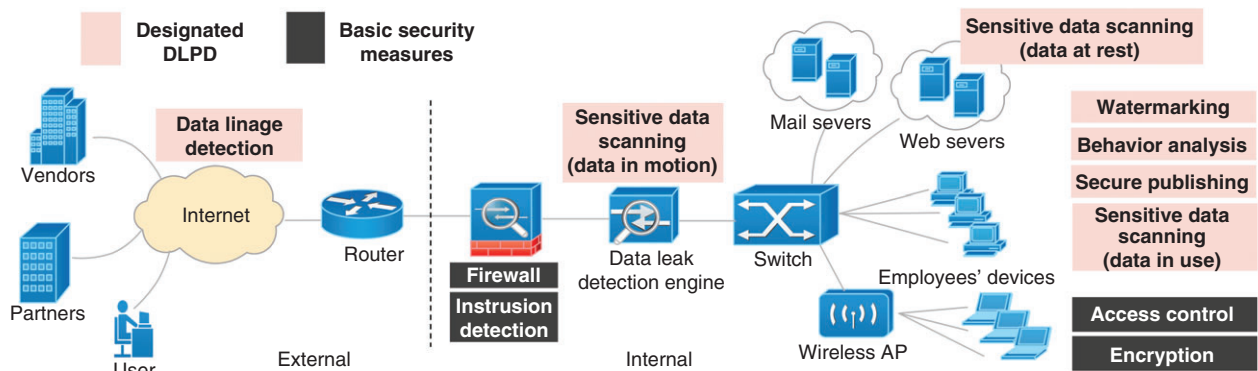 Designated
DLPD
Basic security
measures
Sensitive data scanning
(data at rest)
Data linage
detection
Sensitive data
scanning
(data in motion)
Mail severs
Web severs
Watermarking
Behavior analysis
Secure publishing
Sensitive data
scanning
(data in use)
Vendors
Internet
Router
Firewall
Instrusion
detection
Data leak
detection engine
Switch
Employees' devices
Partners
User
External
Internal
Wireless AP
Access control
Encryption